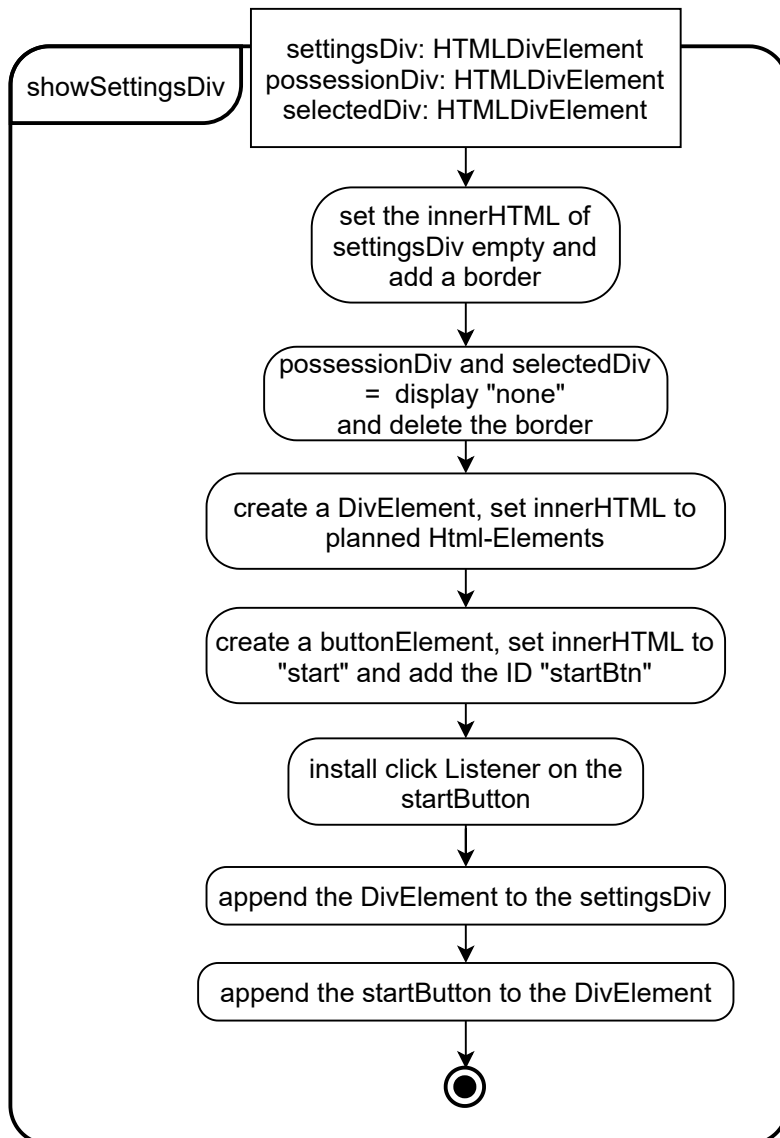 showSettingsDiv
settingsDiv: HTMLDivElement
possessionDiv: HTMLDivElement
selectedDiv: HTMLDivElement
set the innerHTML of
settingsDiv empty and
add a border
possessionDiv and selectedDiv
= display "none"
and delete the border
create a DivElement, set innerHTML to
planned Html-Elements
create a buttonElement, set innerHTML to
"start" and add the ID "startBtn"
install click Listener on the
startButton
append the DivElement to the settingsDiv
append the startButton to the DivElement